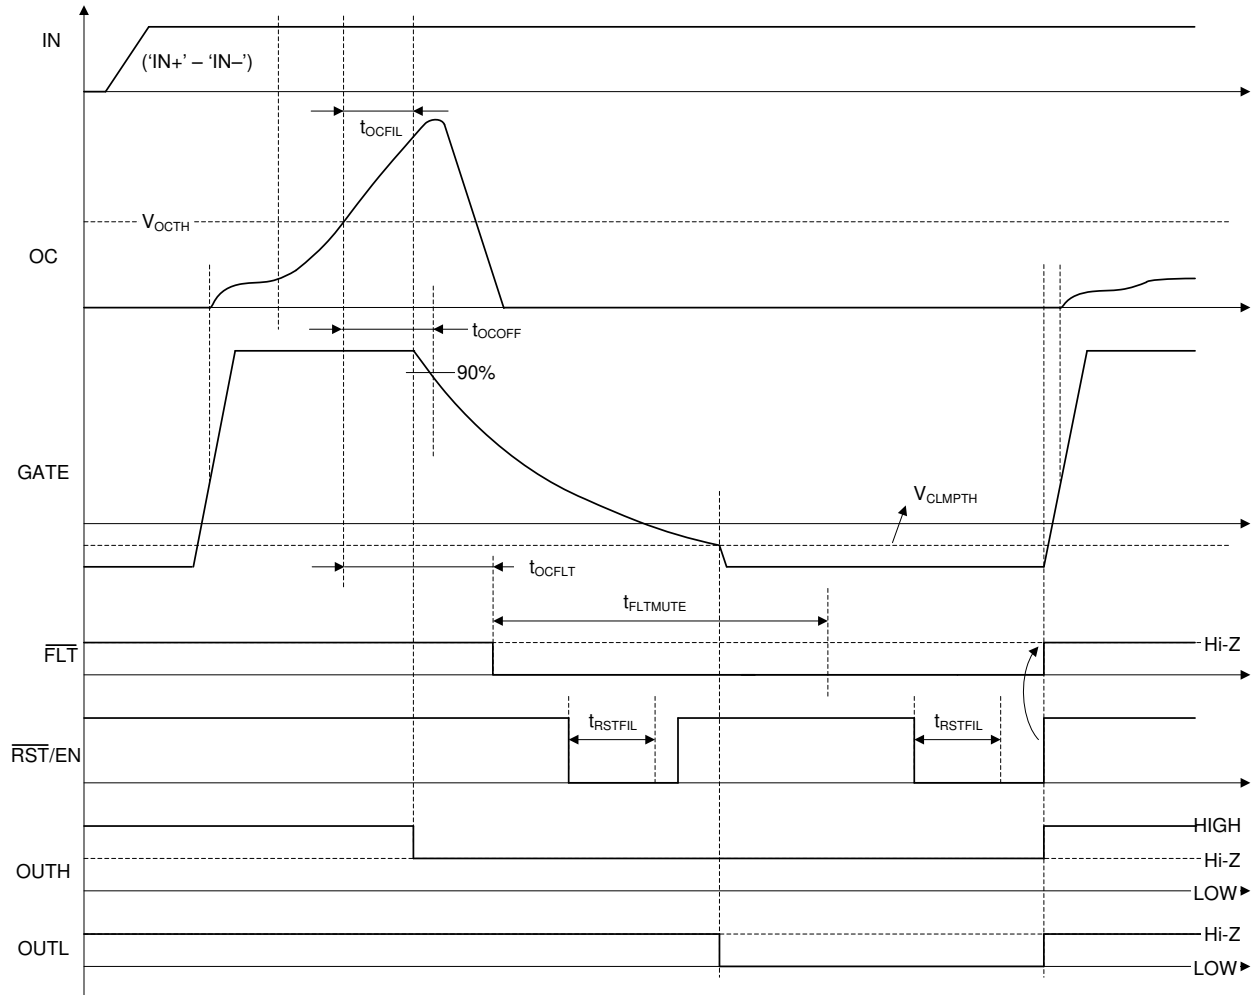 IN
('IN+' – 'IN–')
tOCFIL
VOCTH
OC
tOCOFF
90%
GATE
VCLMPTH
tOCFLT
tFLTMUTE
FLT
Hi-Z
RST/EN
tRSTFIL
tRSTFIL
HIGH
OUTH
Hi-Z
LOW
OUTL
Hi-Z
LOW